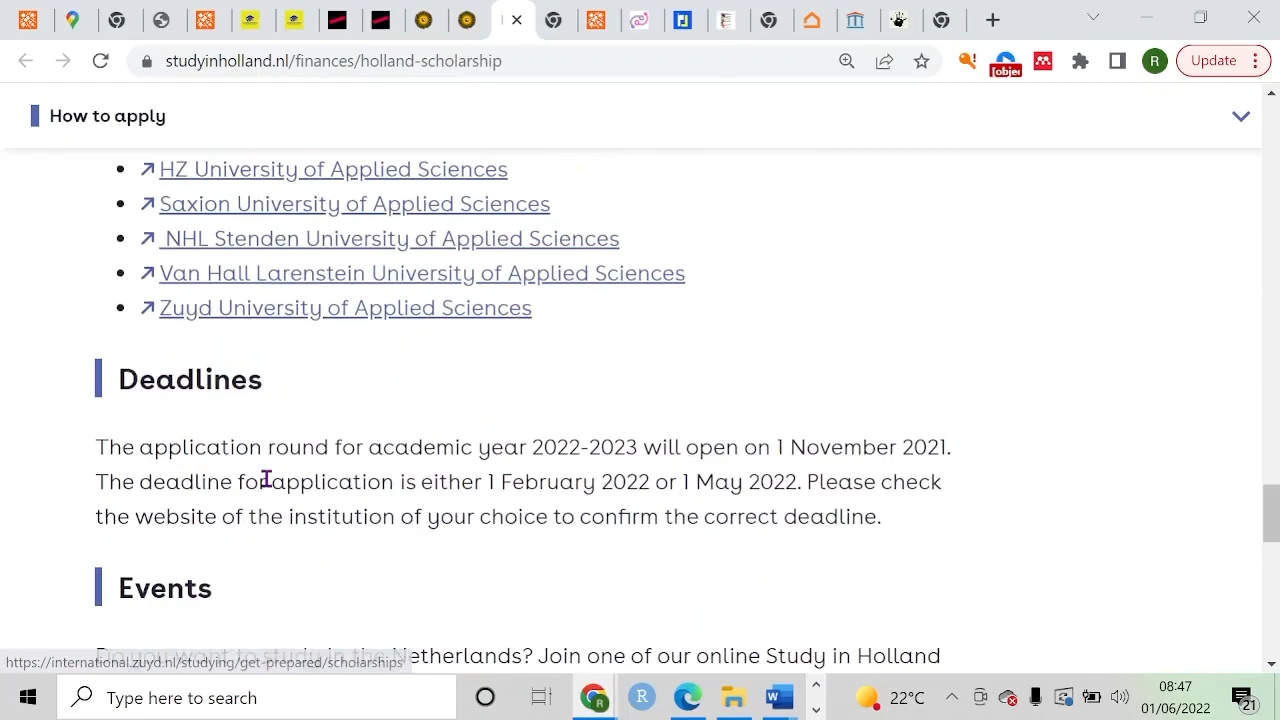 studyinholland.nl/finances/holland-scholarship
[objec
R
Update
How to apply
HZ University of Applied Sciences
Saxion University of Applied Sciences
NHL Stenden University of Applied Sciences
Van Hall Larenstein University of Applied Sciences
Zuyd University of Applied Sciences
Deadlines
The application round for academic year 2022-2023 will open on 1 November 2021.
The deadline for application is either 1 February 2022 or 1 May 2022. Please check
the website of the institution of your choice to confirm the correct deadline.
Events
Do you want to study in the Netherlands? Join one of our online Study in Holland
https://international.zuyd.nl/studying/get-prepared/scholarships
Type here to search
R
22°C
08:47
01/06/2022
21